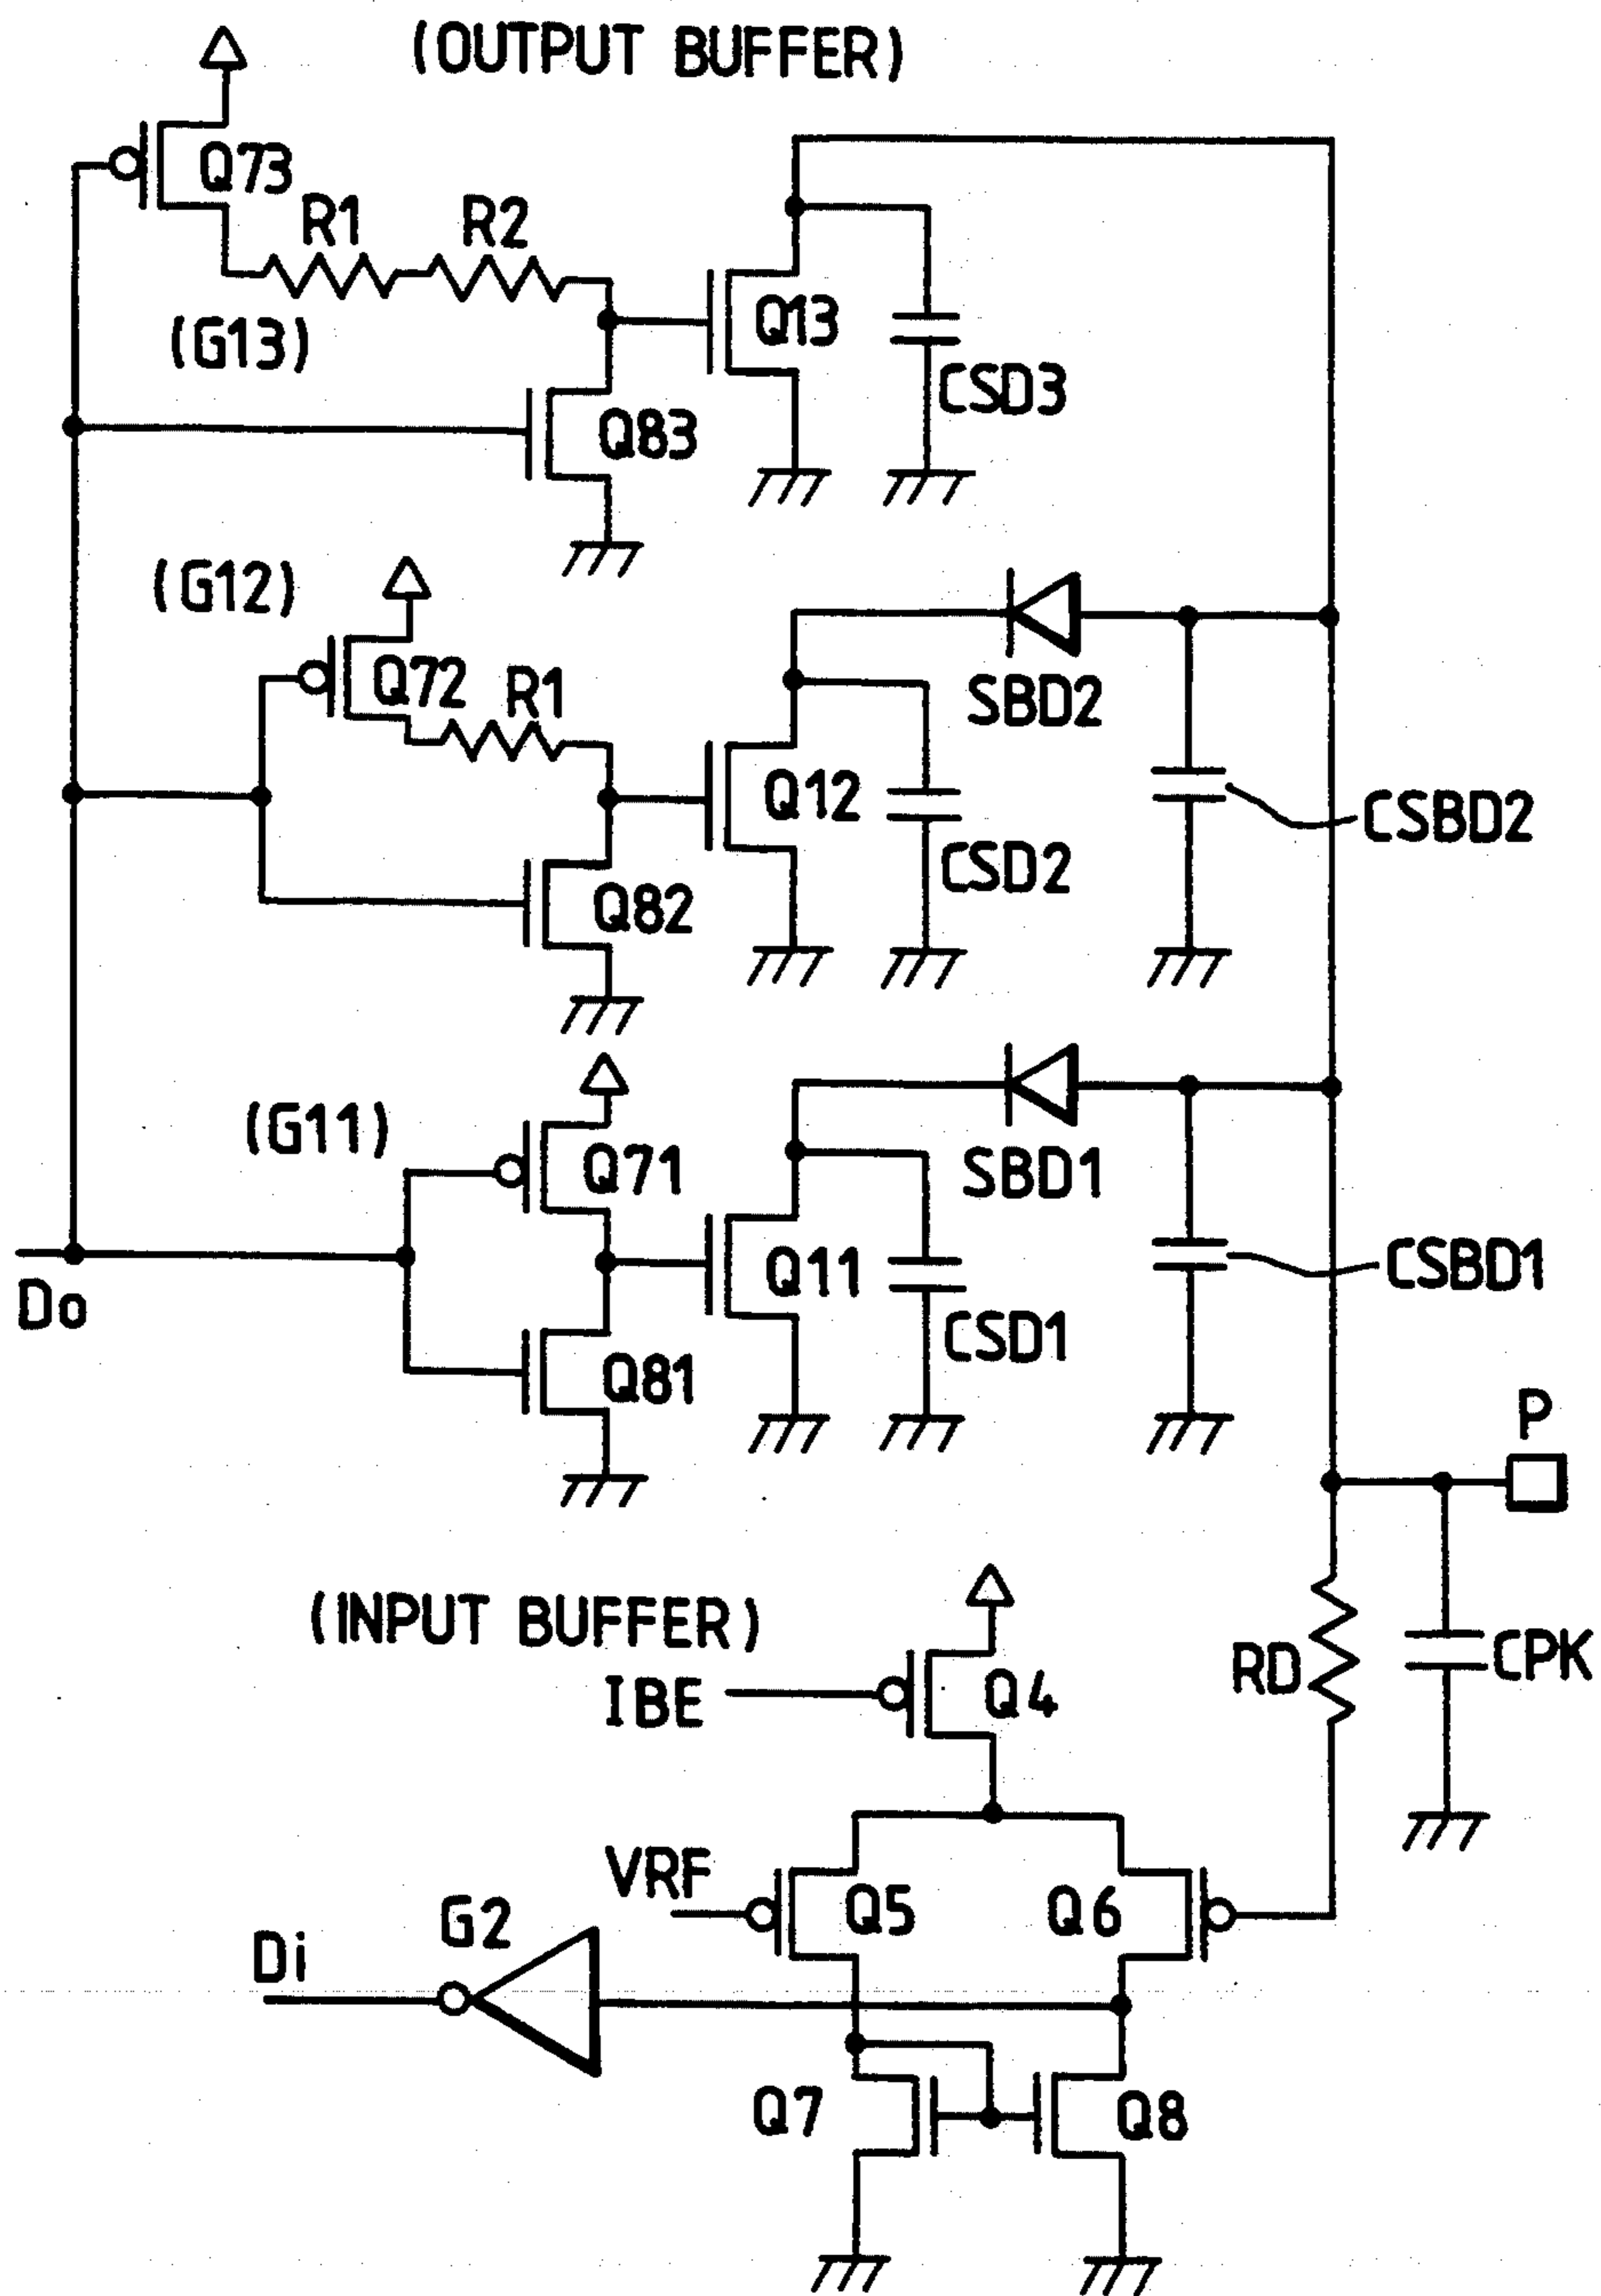 (OUTPUT BUFFER)
Q73
R1
R2
(G13)
Q13
CSD3
Q83
(G12)
Q72
R1
SBD2
Q12
CSBD2
CSD2
Q82
(G11)
Q71
SBD1
Q11
CSBD1
Do
CSD1
Q81
P
(INPUT BUFFER)
IBE
Q4
RD
CPK
VRF
Q5
Q6
G2
Di
Q7
Q8